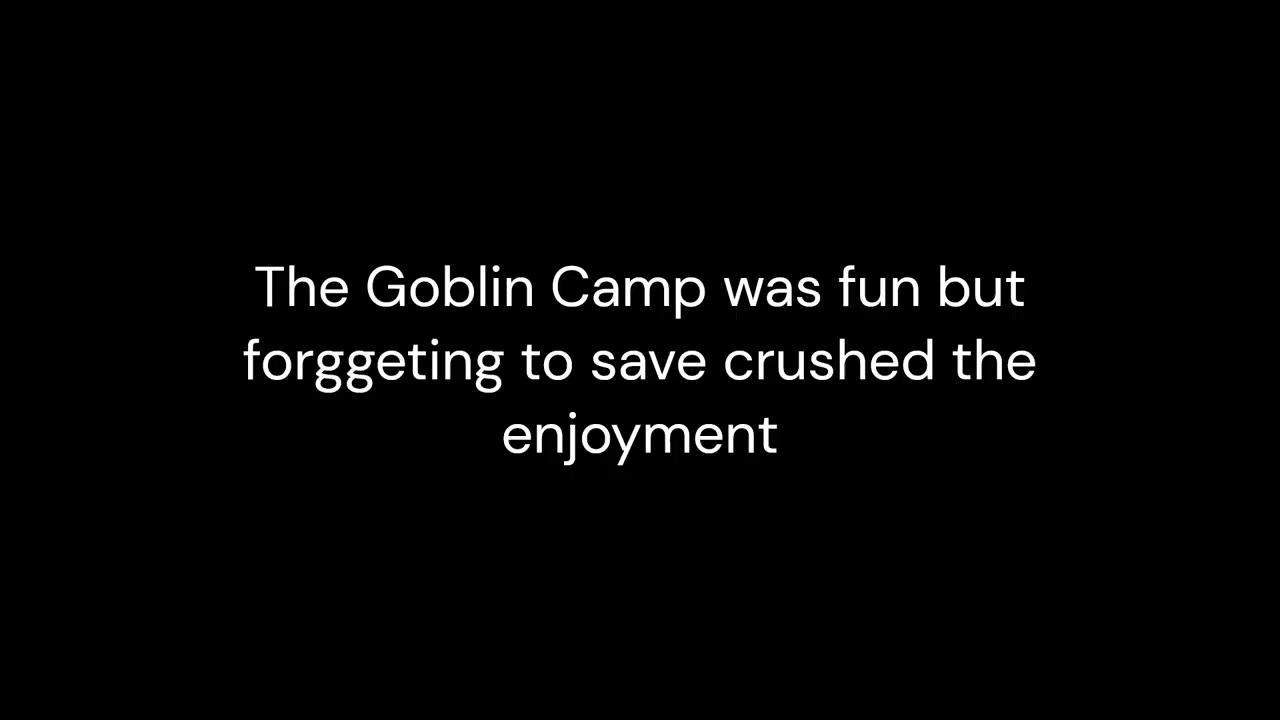 The Goblin Camp was fun but
forggeting to save crushed the
enjoyment